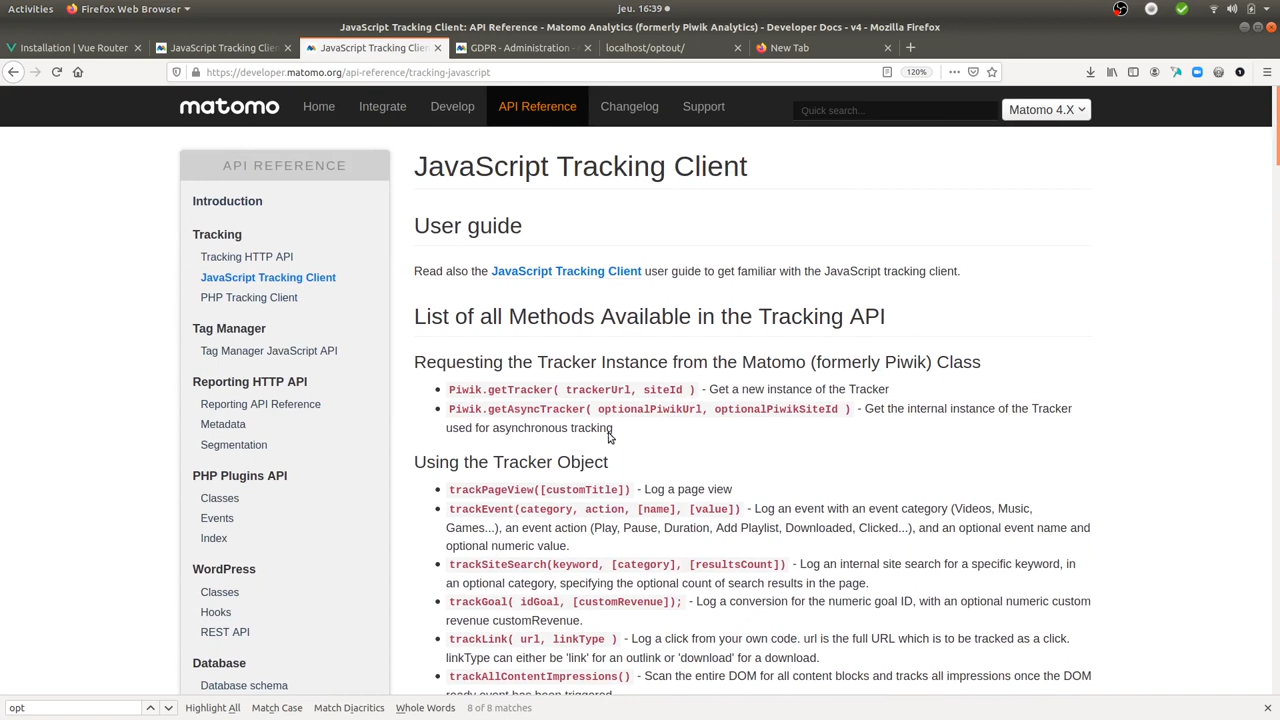 Activities Firefox Web Browser jeu. 16:39
JavaScript Tracking Client: API Reference - Matomo Analytics (formerly Piwik Analytics) - Developer Docs - v4 - Mozilla Firefox
Installation | Vue Router JavaScript Tracking Clie JavaScript Tracking Clien GDPR - Administration - localhost/optout/ New Tab
https://developer.matomo.org/api-reference/tracking-javascript 120%
matomo Home Integrate Develop API Reference Changelog Support Quick search... Matomo 4.X
API REFERENCE
Introduction
Tracking
Tracking HTTP API
JavaScript Tracking Client
PHP Tracking Client
Tag Manager
Tag Manager JavaScript API
Reporting HTTP API
Reporting API Reference
Metadata
Segmentation
PHP Plugins API
Classes
Events
Index
WordPress
Classes
Hooks
REST API
Database
Database schema
JavaScript Tracking Client
User guide
Read also the JavaScript Tracking Client user guide to get familiar with the JavaScript tracking client.
List of all Methods Available in the Tracking API
Requesting the Tracker Instance from the Matomo (formerly Piwik) Class
• Piwik.getTracker( trackerUrl, siteId ) - Get a new instance of the Tracker
• Piwik.getAsyncTracker( optionalPiwikUrl, optionalPiwikSiteId ) - Get the internal instance of the Tracker
used for asynchronous tracking
Using the Tracker Object
• trackPageView([customTitle]) - Log a page view
• trackEvent(category, action, [name], [value]) - Log an event with an event category (Videos, Music,
Games...), an event action (Play, Pause, Duration, Add Playlist, Downloaded, Clicked...), and an optional event name and
optional numeric value.
• trackSiteSearch(keyword, [category], [resultsCount]) - Log an internal site search for a specific keyword, in
an optional category, specifying the optional count of search results in the page.
• trackGoal( idGoal, [customRevenue]); - Log a conversion for the numeric goal ID, with an optional numeric custom
revenue customRevenue.
• trackLink( url, linkType ) - Log a click from your own code. url is the full URL which is to be tracked as a click.
linkType can either be 'link' for an outlink or 'download' for a download.
• trackAllContentImpressions() - Scan the entire DOM for all content blocks and tracks all impressions once the DOM
ready event has been triggered
opt Highlight All Match Case Match Diacritics Whole Words 8 of 8 matches